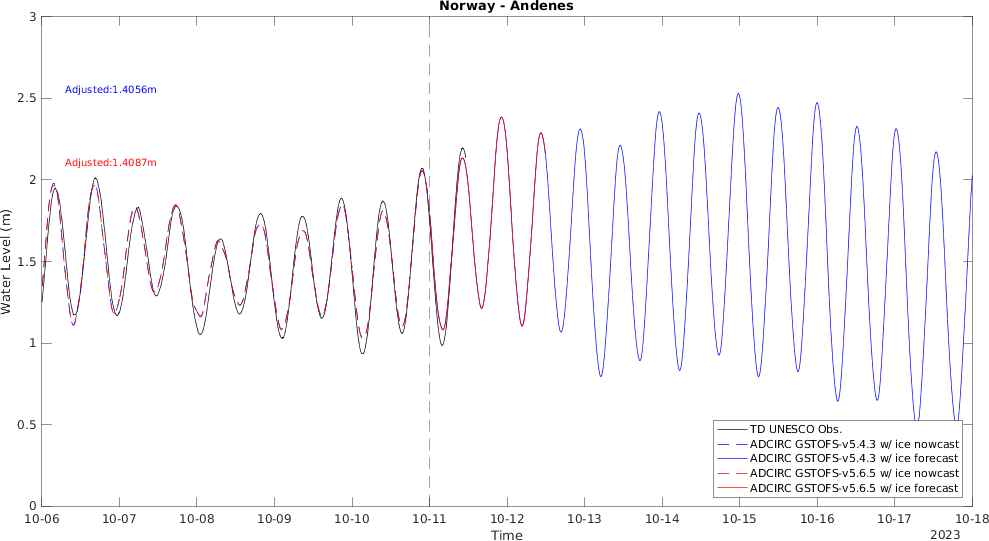 Norway - Andenes
3
2.5
2
1.5
1
0.5
0
Water Level (m)
Adjusted:1.4056m
Adjusted:1.4087m
TD UNESCO Obs.
ADCIRC GSTOFS-v5.4.3 w/ ice nowcast
ADCIRC GSTOFS-v5.4.3 w/ ice forecast
ADCIRC GSTOFS-v5.6.5 w/ ice nowcast
ADCIRC GSTOFS-v5.6.5 w/ ice forecast
10-06 10-07 10-08 10-09 10-10 10-11 10-12 10-13 10-14 10-15 10-16 10-17 10-18
Time
2023